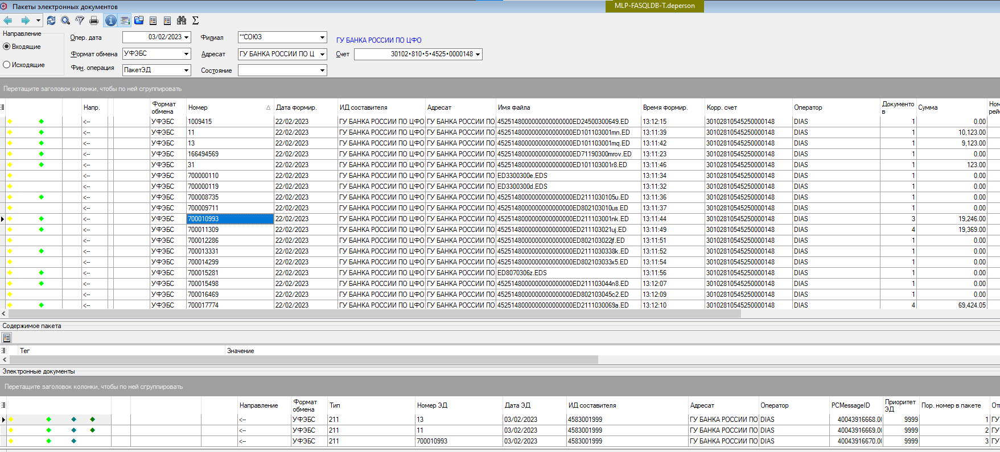 Пакеты электронных документов
MLP-FASQLDB-T.deperson
Направление
Входящие
Исходящие
Опер. дата 03/02/2023 Филиал **СОЮЗ ГУ БАНКА РОССИИ ПО ЦФО
Формат обмена УФЭБС Адресат ГУ БАНКА РОССИИ ПО Ц Счет 30102•810•5•4525•0000148
Фин. операция ПакетЭД Состояние
Перетащите заголовок колонки, чтобы по ней сгруппировать
Напр. Формат обмена Номер Дата формир. ИД составителя Адресат Имя файла Время формир. Корр. счет Оператор Документов Сумма Ном рейс
<-- УФЭБС 1009415 22/02/2023 ГУ БАНКА РОССИИ ПО ЦФО ГУ БАНКА РОССИИ ПО 4525148000000000000000ED24500300649.ED 13:12:15 30102810545250000148 DIAS 1 0.00
<-- УФЭБС 11 22/02/2023 ГУ БАНКА РОССИИ ПО ЦФО ГУ БАНКА РОССИИ ПО 4525148000000000000000ED101103001mn.ED 13:11:39 30102810545250000148 DIAS 1 10,123.00
<-- УФЭБС 13 22/02/2023 ГУ БАНКА РОССИИ ПО ЦФО ГУ БАНКА РОССИИ ПО 4525148000000000000000ED101103001mq.ED 13:11:42 30102810545250000148 DIAS 1 9,123.00
<-- УФЭБС 166494569 22/02/2023 ГУ БАНКА РОССИИ ПО ЦФО ГУ БАНКА РОССИИ ПО 4525148000000000000000ED71190300mrov.ED 13:11:23 30102810545250000148 DIAS 1 0.00
<-- УФЭБС 31 22/02/2023 ГУ БАНКА РОССИИ ПО ЦФО ГУ БАНКА РОССИИ ПО 4525148000000000000000ED101103001r8.ED 13:11:46 30102810545250000148 DIAS 1 123.00
<-- УФЭБС 700000110 22/02/2023 ГУ БАНКА РОССИИ ПО ЦФО ГУ БАНКА РОССИИ ПО ED3300300e.EDS 13:11:34 30102810545250000148 DIAS 1 0.00
<-- УФЭБС 700000119 22/02/2023 ГУ БАНКА РОССИИ ПО ЦФО ГУ БАНКА РОССИИ ПО ED3300300d.EDS 13:11:32 30102810545250000148 DIAS 1 0.00
<-- УФЭБС 700008735 22/02/2023 ГУ БАНКА РОССИИ ПО ЦФО ГУ БАНКА РОССИИ ПО 4525148000000000000000ED2111030105u.ED 13:11:36 30102810545250000148 DIAS 1 0.00
<-- УФЭБС 700009711 22/02/2023 ГУ БАНКА РОССИИ ПО ЦФО ГУ БАНКА РОССИИ ПО 4525148000000000000000ED802103010us.ED 13:11:37 30102810545250000148 DIAS 1 0.00
<-- УФЭБС 700010993 22/02/2023 ГУ БАНКА РОССИИ ПО ЦФО ГУ БАНКА РОССИИ ПО 4525148000000000000000ED211103001nk.ED 13:11:44 30102810545250000148 DIAS 3 19,246.00
<-- УФЭБС 700011309 22/02/2023 ГУ БАНКА РОССИИ ПО ЦФО ГУ БАНКА РОССИИ ПО 4525148000000000000000ED211103021uj.ED 13:11:49 30102810545250000148 DIAS 4 19,369.00
<-- УФЭБС 700012286 22/02/2023 ГУ БАНКА РОССИИ ПО ЦФО ГУ БАНКА РОССИИ ПО 4525148000000000000000ED802103022jf.ED 13:11:51 30102810545250000148 DIAS 1 0.00
<-- УФЭБС 700013331 22/02/2023 ГУ БАНКА РОССИИ ПО ЦФО ГУ БАНКА РОССИИ ПО 4525148000000000000000ED2111030338k.ED 13:11:52 30102810545250000148 DIAS 1 0.00
<-- УФЭБС 700014299 22/02/2023 ГУ БАНКА РОССИИ ПО ЦФО ГУ БАНКА РОССИИ ПО 4525148000000000000000ED802103033x5.ED 13:11:54 30102810545250000148 DIAS 1 0.00
<-- УФЭБС 700015281 22/02/2023 ГУ БАНКА РОССИИ ПО ЦФО ГУ БАНКА РОССИИ ПО ED8070306z.EDS 13:11:56 30102810545250000148 DIAS 1 0.00
<-- УФЭБС 700015498 22/02/2023 ГУ БАНКА РОССИИ ПО ЦФО ГУ БАНКА РОССИИ ПО 4525148000000000000000ED211103044n8.ED 13:12:07 30102810545250000148 DIAS 1 0.00
<-- УФЭБС 700016469 22/02/2023 ГУ БАНКА РОССИИ ПО ЦФО ГУ БАНКА РОССИИ ПО 4525148000000000000000ED802103045c2.ED 13:12:09 30102810545250000148 DIAS 1 0.00
<-- УФЭБС 700017774 22/02/2023 ГУ БАНКА РОССИИ ПО ЦФО ГУ БАНКА РОССИИ ПО 4525148000000000000000ED2111030069a.ED 13:12:10 30102810545250000148 DIAS 4 69,424.05
Содержимое пакета
Тег Значение
Электронные документы
Перетащите заголовок колонки, чтобы по ней сгруппировать
Направление Формат обмена Тип Номер ЭД Дата ЭД ИД составителя Адресат Оператор PCMessageID Приоритет ЭД Пор. номер в пакете От
<-- УФЭБС 211 13 03/02/2023 4583001999 ГУ БАНКА РОССИИ ПО DIAS 40043916668.0 9999 1 ГУ
<-- УФЭБС 211 11 03/02/2023 4583001999 ГУ БАНКА РОССИИ ПО DIAS 40043916669.0 9999 2 ГУ
<-- УФЭБС 211 700010993 03/02/2023 4583001999 ГУ БАНКА РОССИИ ПО DIAS 40043916670.0 9999 3 ГУ